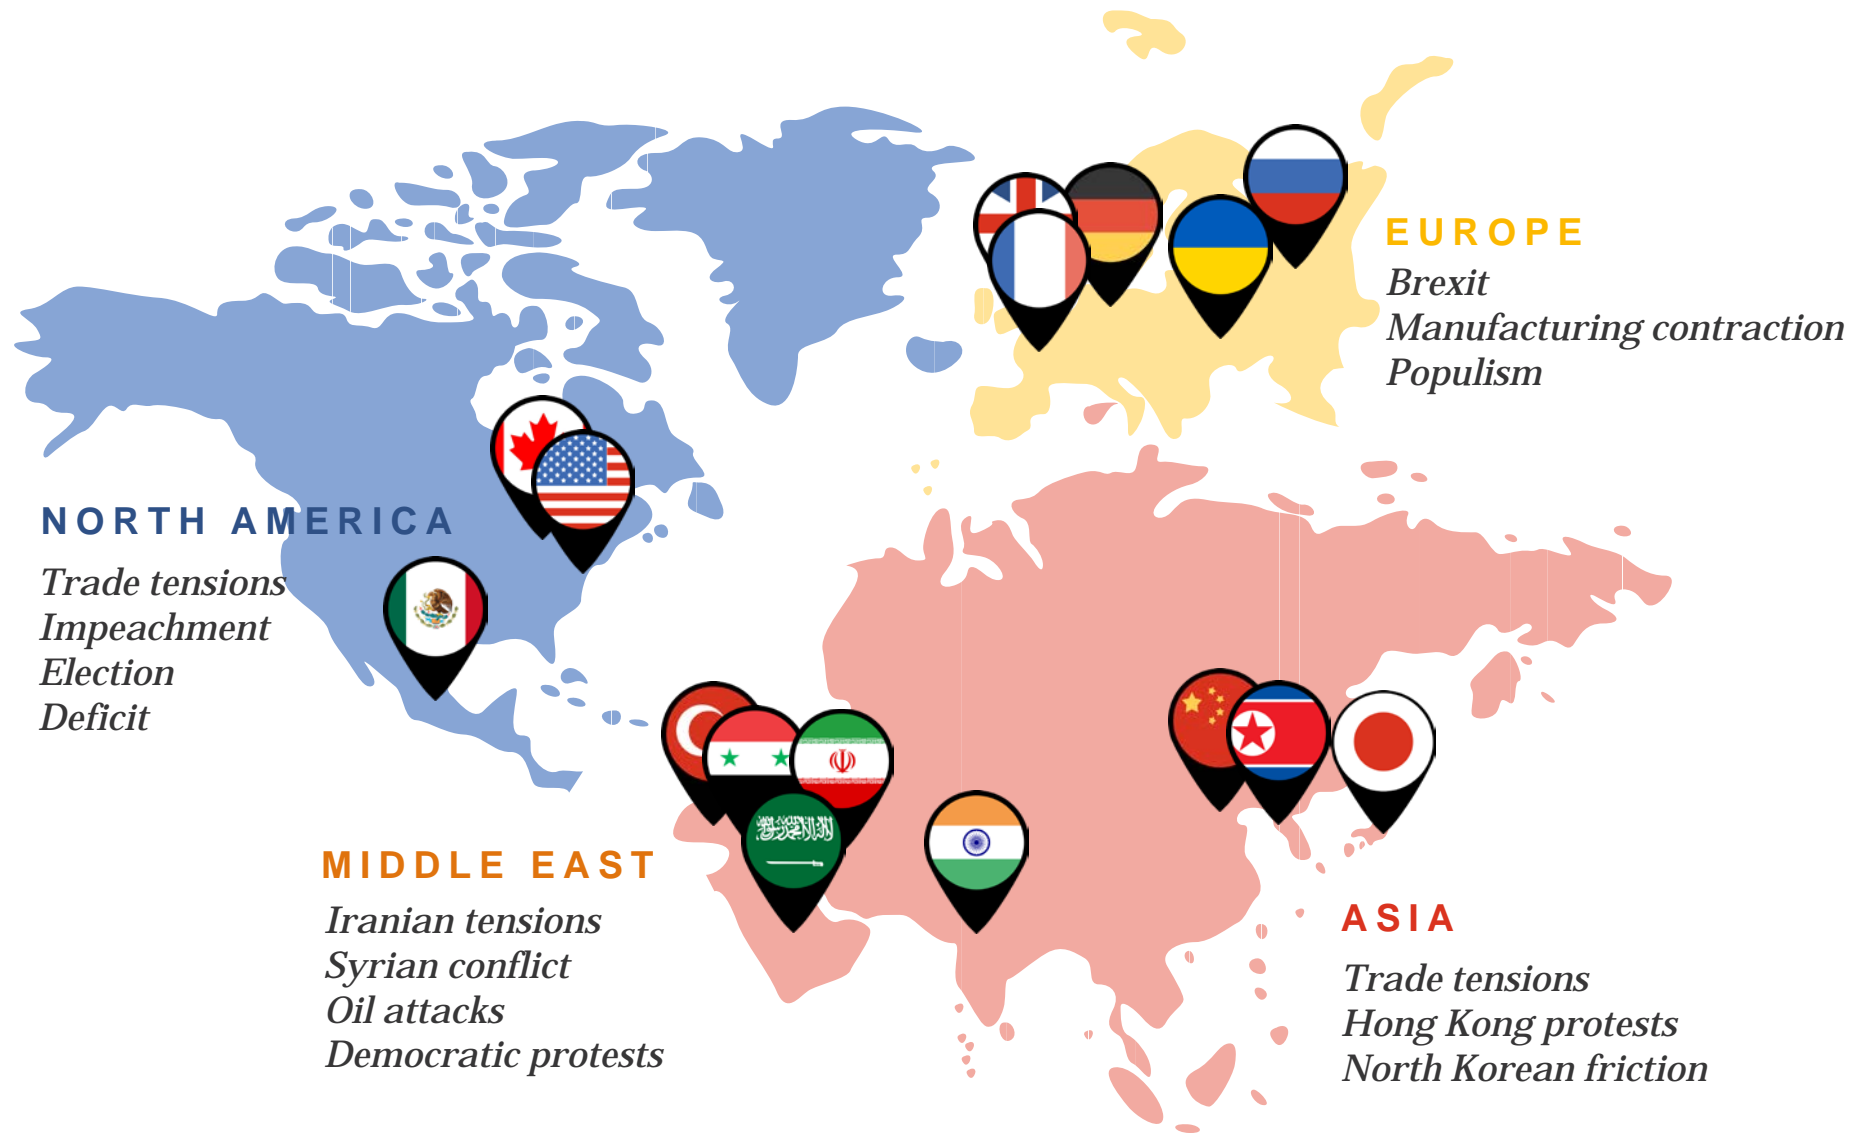 EUROPE
Brexit
Manufacturing contraction
Populism
NORTH AMERICA
Trade tensions
Impeachment
Election
Deficit
MIDDLE EAST
Iranian tensions
Syrian conflict
Oil attacks
Democratic protests
ASIA
Trade tensions
Hong Kong protests
North Korean friction